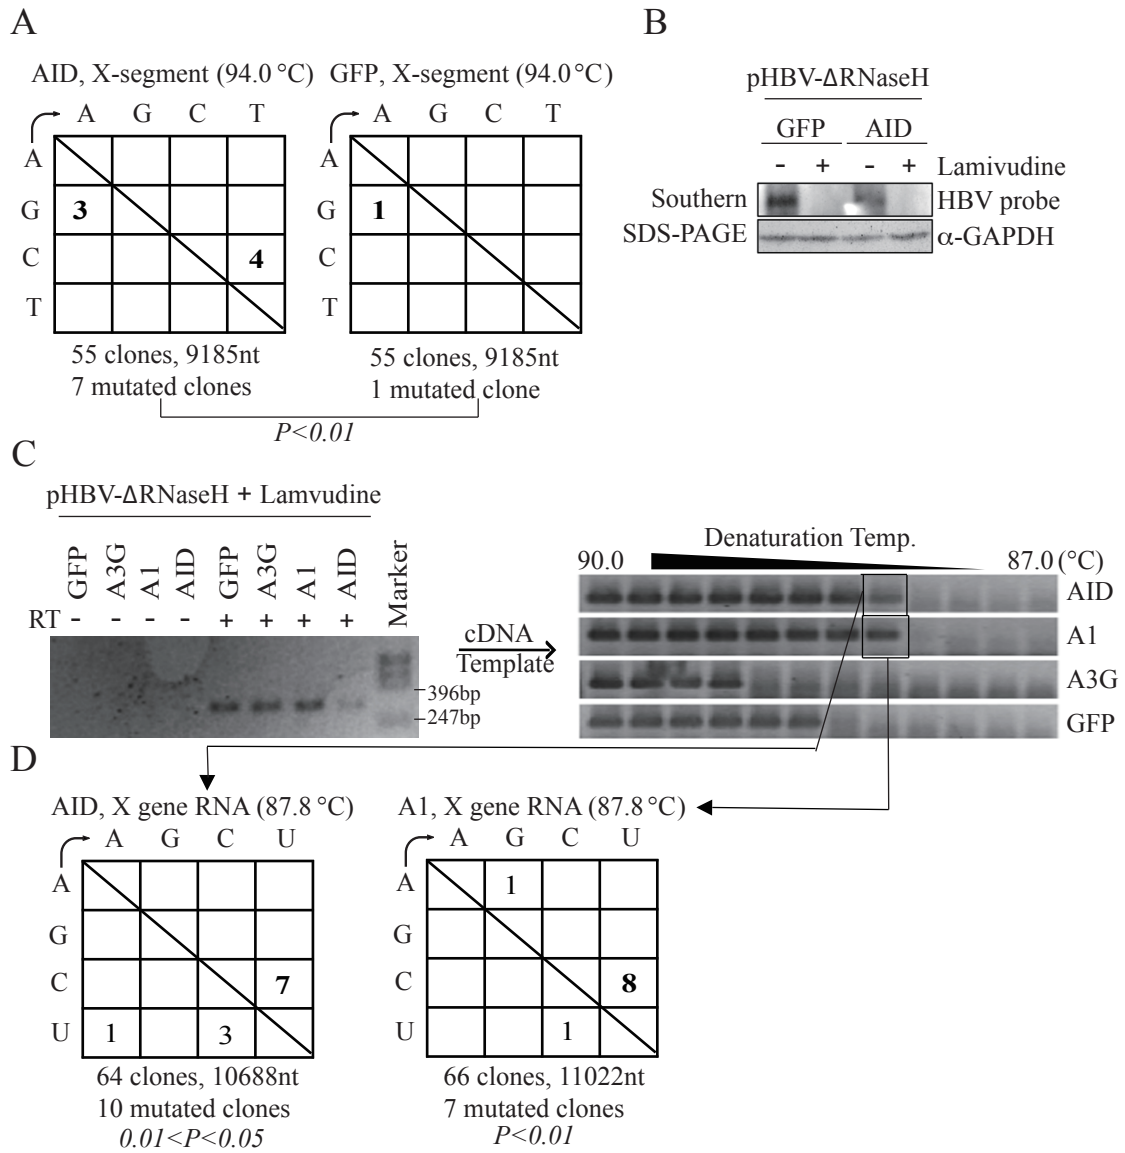 A
AID, X-segment (94.0 °C)
A G C T
A
G 3
C 4
T
55 clones, 9185nt
7 mutated clones
GFP, X-segment (94.0 °C)
A G C T
A
G 1
C
T
55 clones, 9185nt
1 mutated clone
P<0.01
B
pHBV-ΔRNaseH
GFP AID
- + - + Lamivudine
Southern HBV probe
SDS-PAGE α-GAPDH
C
pHBV-ΔRNaseH + Lamvudine
GFP A3G A1 AID GFP A3G A1 AID Marker
RT - - - - + + + +
396bp
247bp
cDNA
Template
Denaturation Temp.
90.0 87.0 (°C)
AID
A1
A3G
GFP
D
AID, X gene RNA (87.8 °C)
A G C U
A
G
C 7
U 1 3
64 clones, 10688nt
10 mutated clones
0.01<P<0.05
A1, X gene RNA (87.8 °C)
A G C U
A 1
G
C 8
U 1
66 clones, 11022nt
7 mutated clones
P<0.01